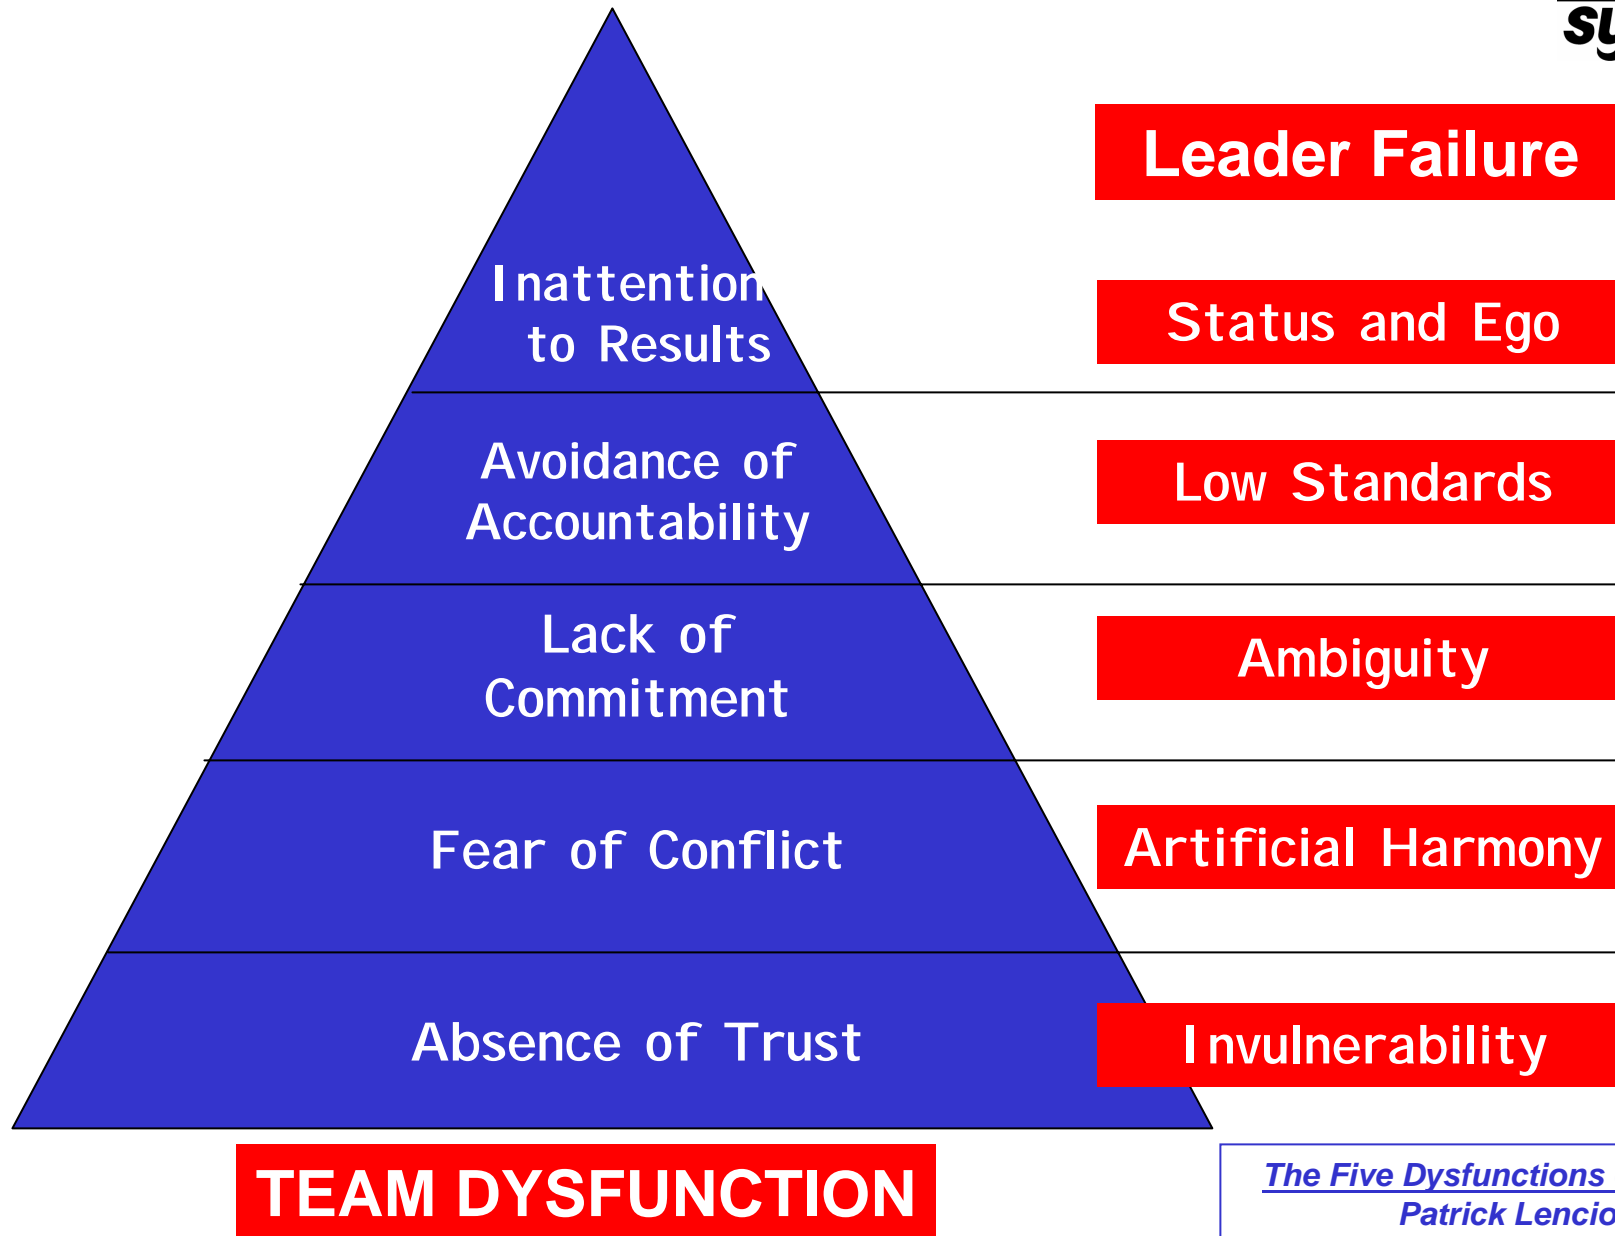 Leader Failure
Inattention
to Results
Status and Ego
Avoidance of
Accountability
Low Standards
Lack of
Commitment
Ambiguity
Fear of Conflict
Artificial Harmony
Absence of Trust
Invulnerability
TEAM DYSFUNCTION
The Five Dysfunctions
Patrick